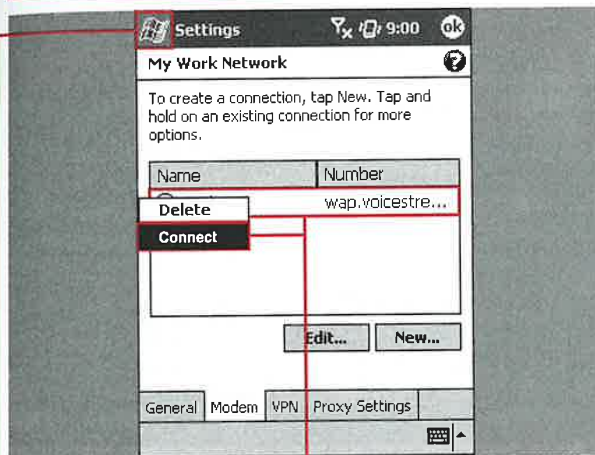 Settings 9:00 ok
My Work Network ?
To create a connection, tap New. Tap and
hold on an existing connection for more
options.
Name Number
wap.voicestre...
Delete
Connect
Edit... New...
General Modem VPN Proxy Settings